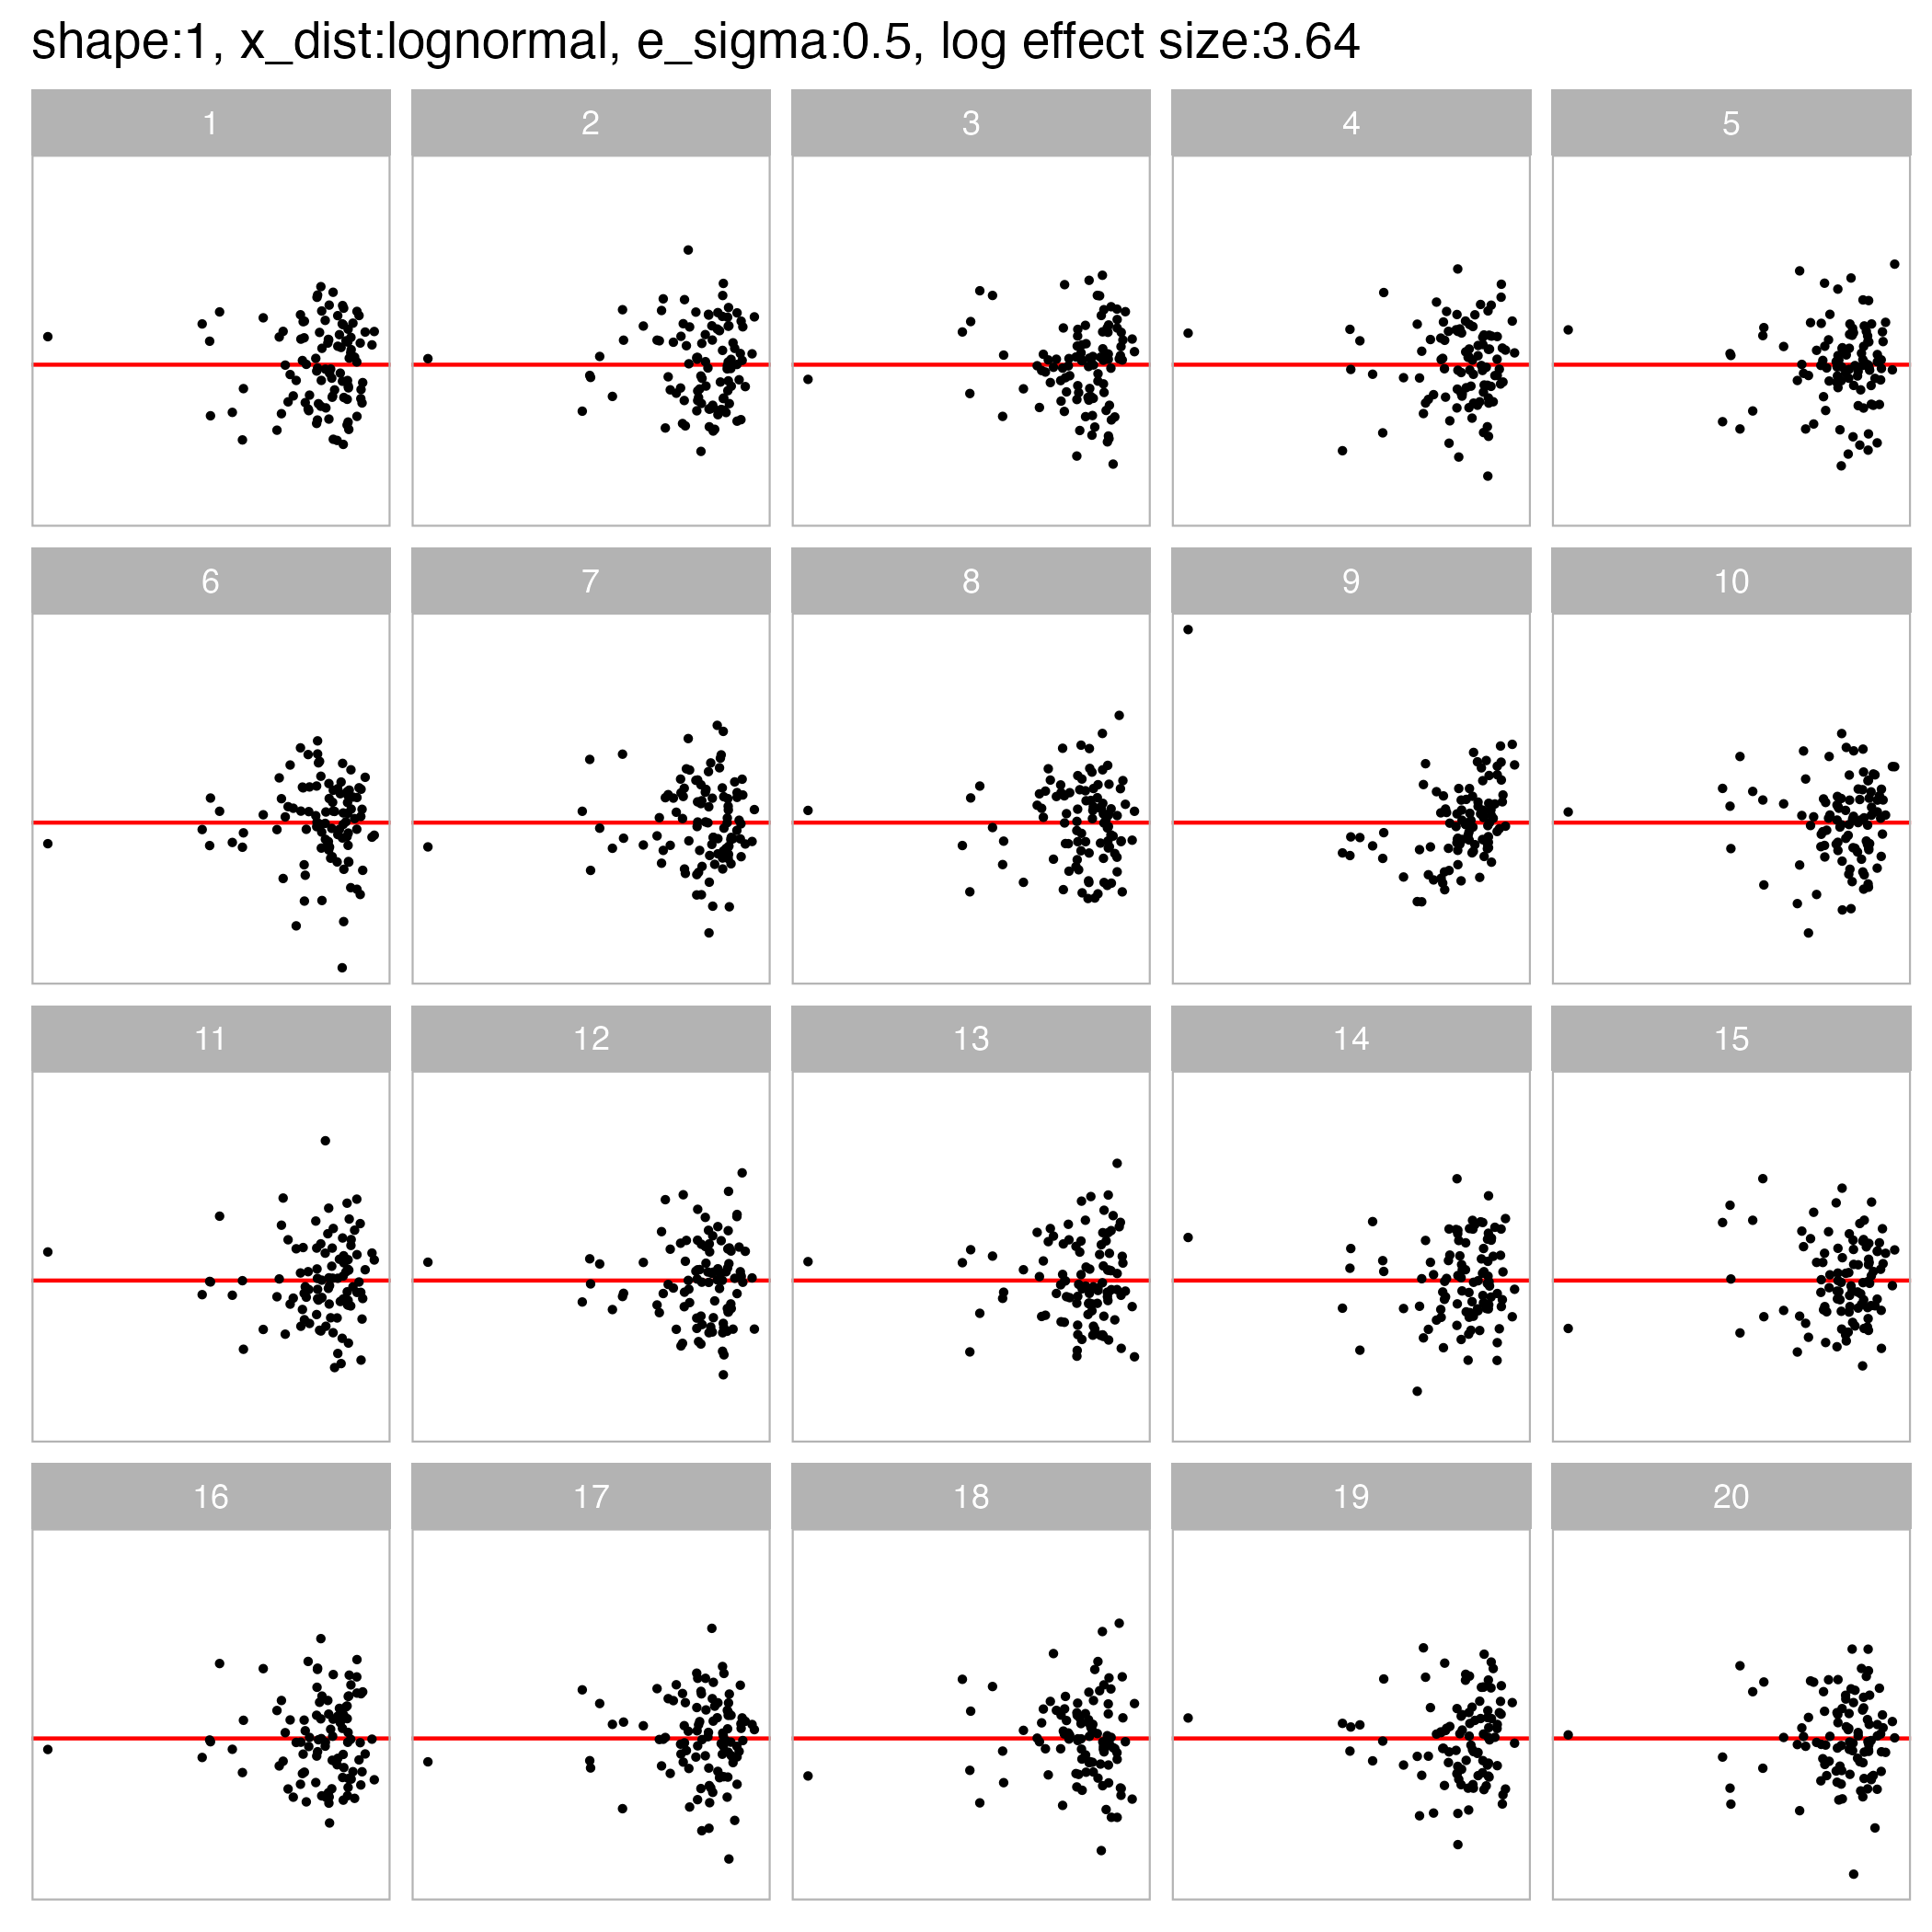 shape:1, x_dist:lognormal, e_sigma:0.5, log effect size:3.64
1 2 3 4 5
6 7 8 9 10
11 12 13 14 15
16 17 18 19 20